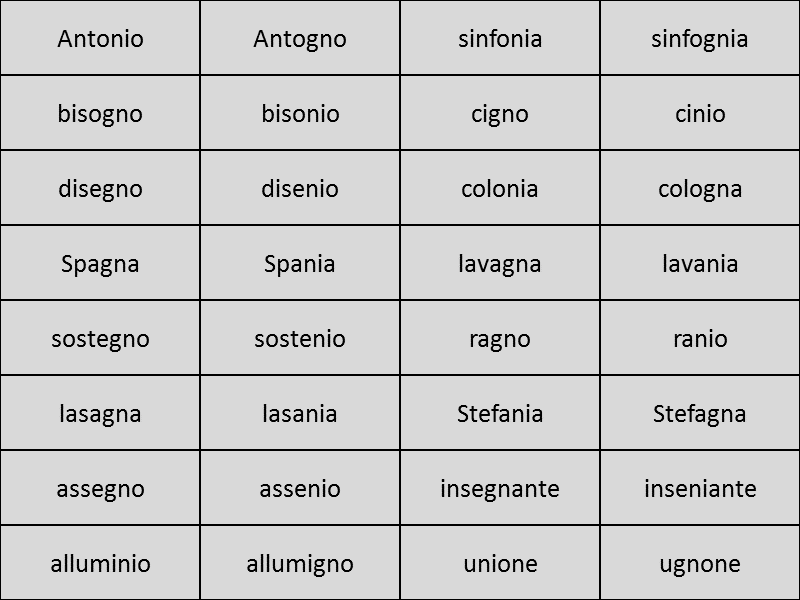 Antonio Antogno sinfonia sinfognia
bisogno bisonio cigno cinio
disegno disenio colonia cologna
Spagna Spania lavagna lavania
sostegno sostenio ragno ranio
lasagna lasania Stefania Stefagna
assegno assenio insegnante inseniante
alluminio allumigno unione ugnone